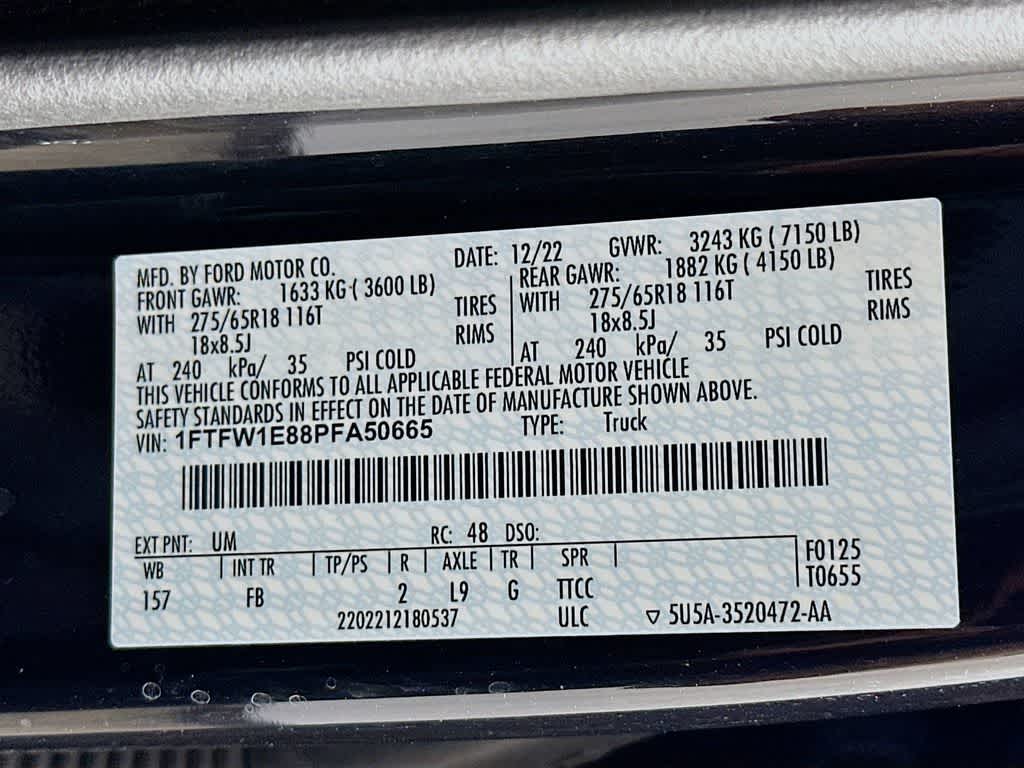 MFD. BY FORD MOTOR CO. DATE: 12/22 GVWR: 3243 KG ( 7150 LB)
FRONT GAWR: 1633 KG ( 3600 LB) REAR GAWR: 1882 KG ( 4150 LB)
WITH 275/65R18 116T TIRES WITH 275/65R18 116T TIRES
18x8.5J RIMS 18x8.5J RIMS
AT 240 kPa/ 35 PSI COLD AT 240 kPa/ 35 PSI COLD
THIS VEHICLE CONFORMS TO ALL APPLICABLE FEDERAL MOTOR VEHICLE
SAFETY STANDARDS IN EFFECT ON THE DATE OF MANUFACTURE SHOWN ABOVE.
VIN: 1FTFW1E88PFA50665 TYPE: Truck
EXT PNT: UM RC: 48 DSO:
WB INT TR TP/PS R AXLE TR SPR F0125
157 FB 2 L9 G TTCC T0655
2202212180537 ULC ▽ 5U5A-3520472-AA